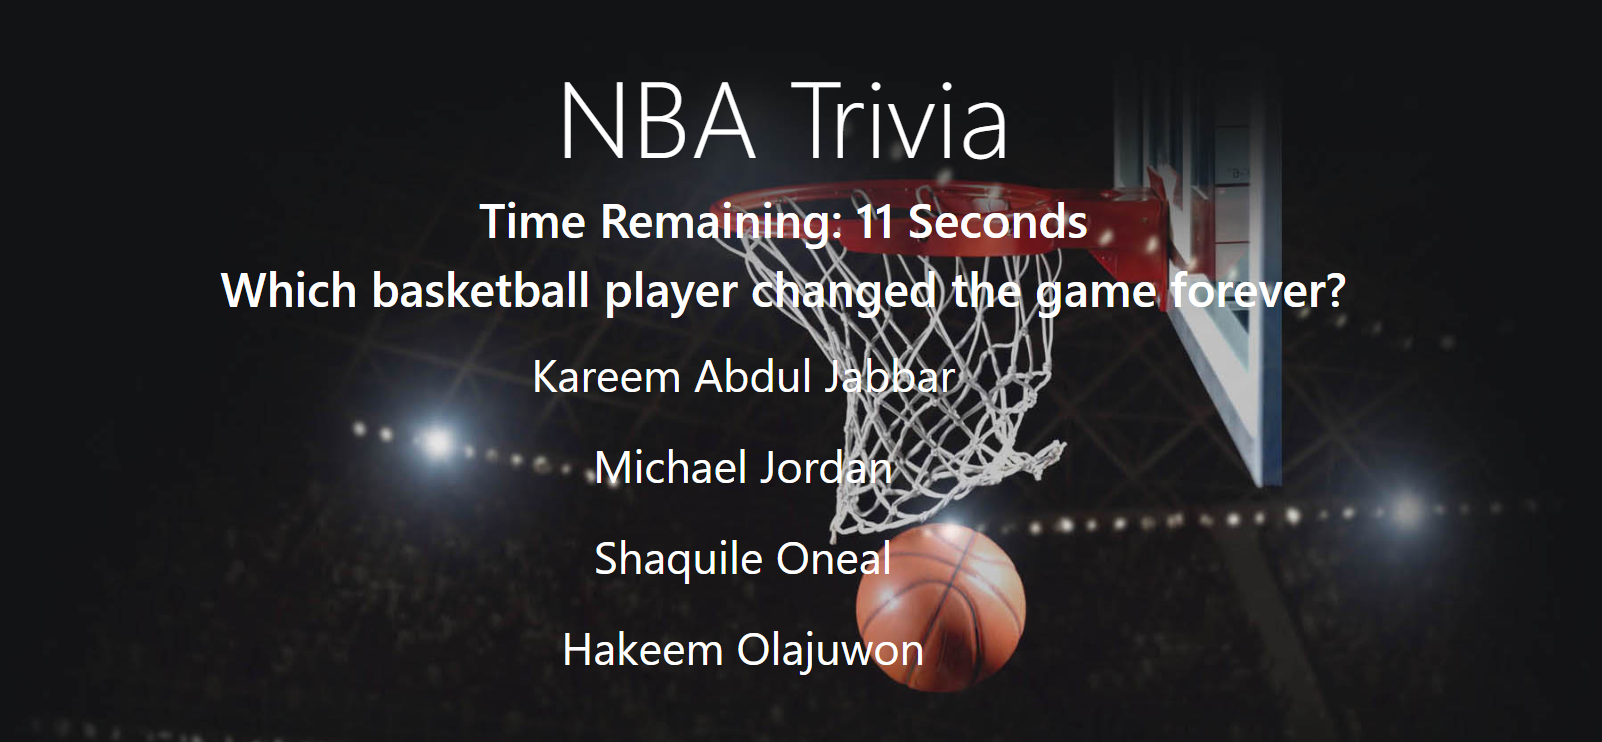 NBA Trivia
Time Remaining: 11 Seconds
Which basketball player changed the game forever?
Kareem Abdul Jabbar
Michael Jordan
Shaquile Oneal
Hakeem Olajuwon